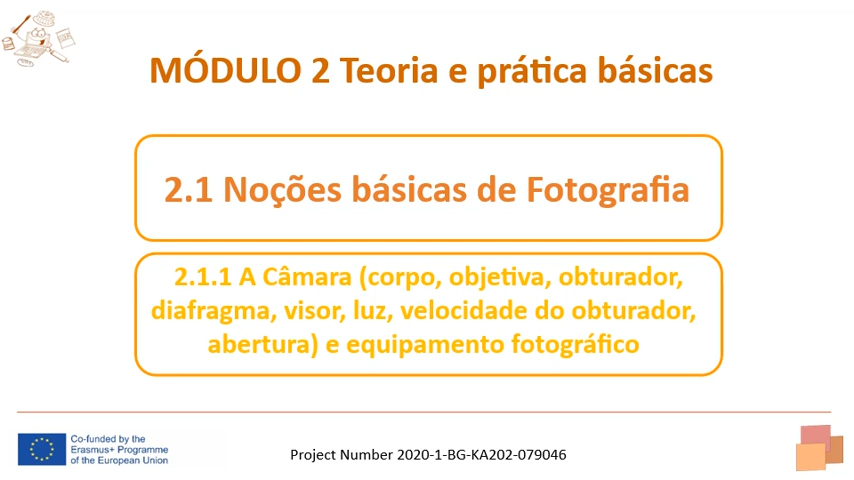 MÓDULO 2 Teoria e prática básicas
2.1 Noções básicas de Fotografia
2.1.1 A Câmara (corpo, objetiva, obturador,
diafragma, visor, luz, velocidade do obturador,
abertura) e equipamento fotográfico
Co-funded by the
Erasmus+ Programme
of the European Union
Project Number 2020-1-BG-KA202-079046